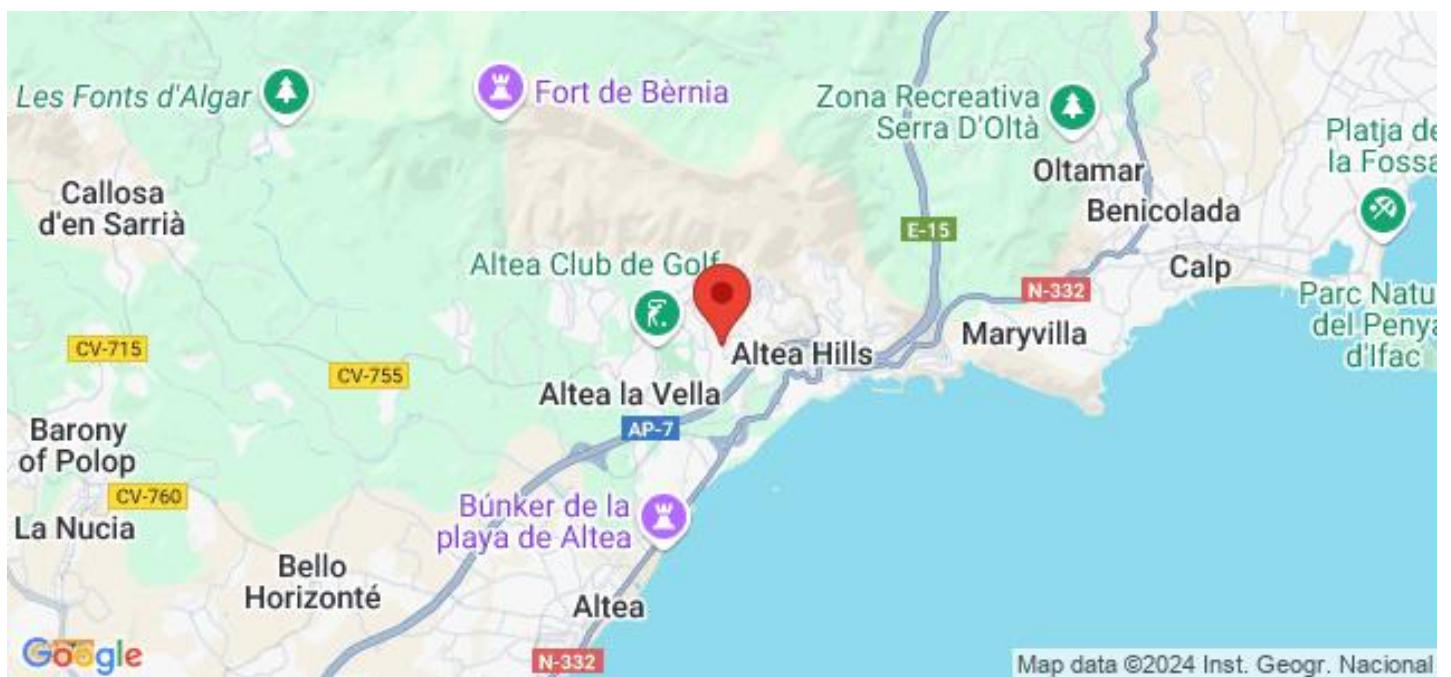 Les Fonts d'Algar
Fort de Bèrnia
Zona Recreativa
Serra D'Oltà
Platja de
la Fossa
Oltamar
Callosa
d'en Sarrià
Benicolada
E-15
Altea Club de Golf
Calp
N-332
Parc Natu
del Penya
d'Ifac
Maryvilla
CV-715
Altea Hills
CV-755
Altea la Vella
AP-7
Barony
of Polop
CV-760
Búnker de la
playa de Altea
La Nucia
Bello
Horizonté
Altea
Google
N-332
Map data ©2024 Inst. Geogr. Nacional